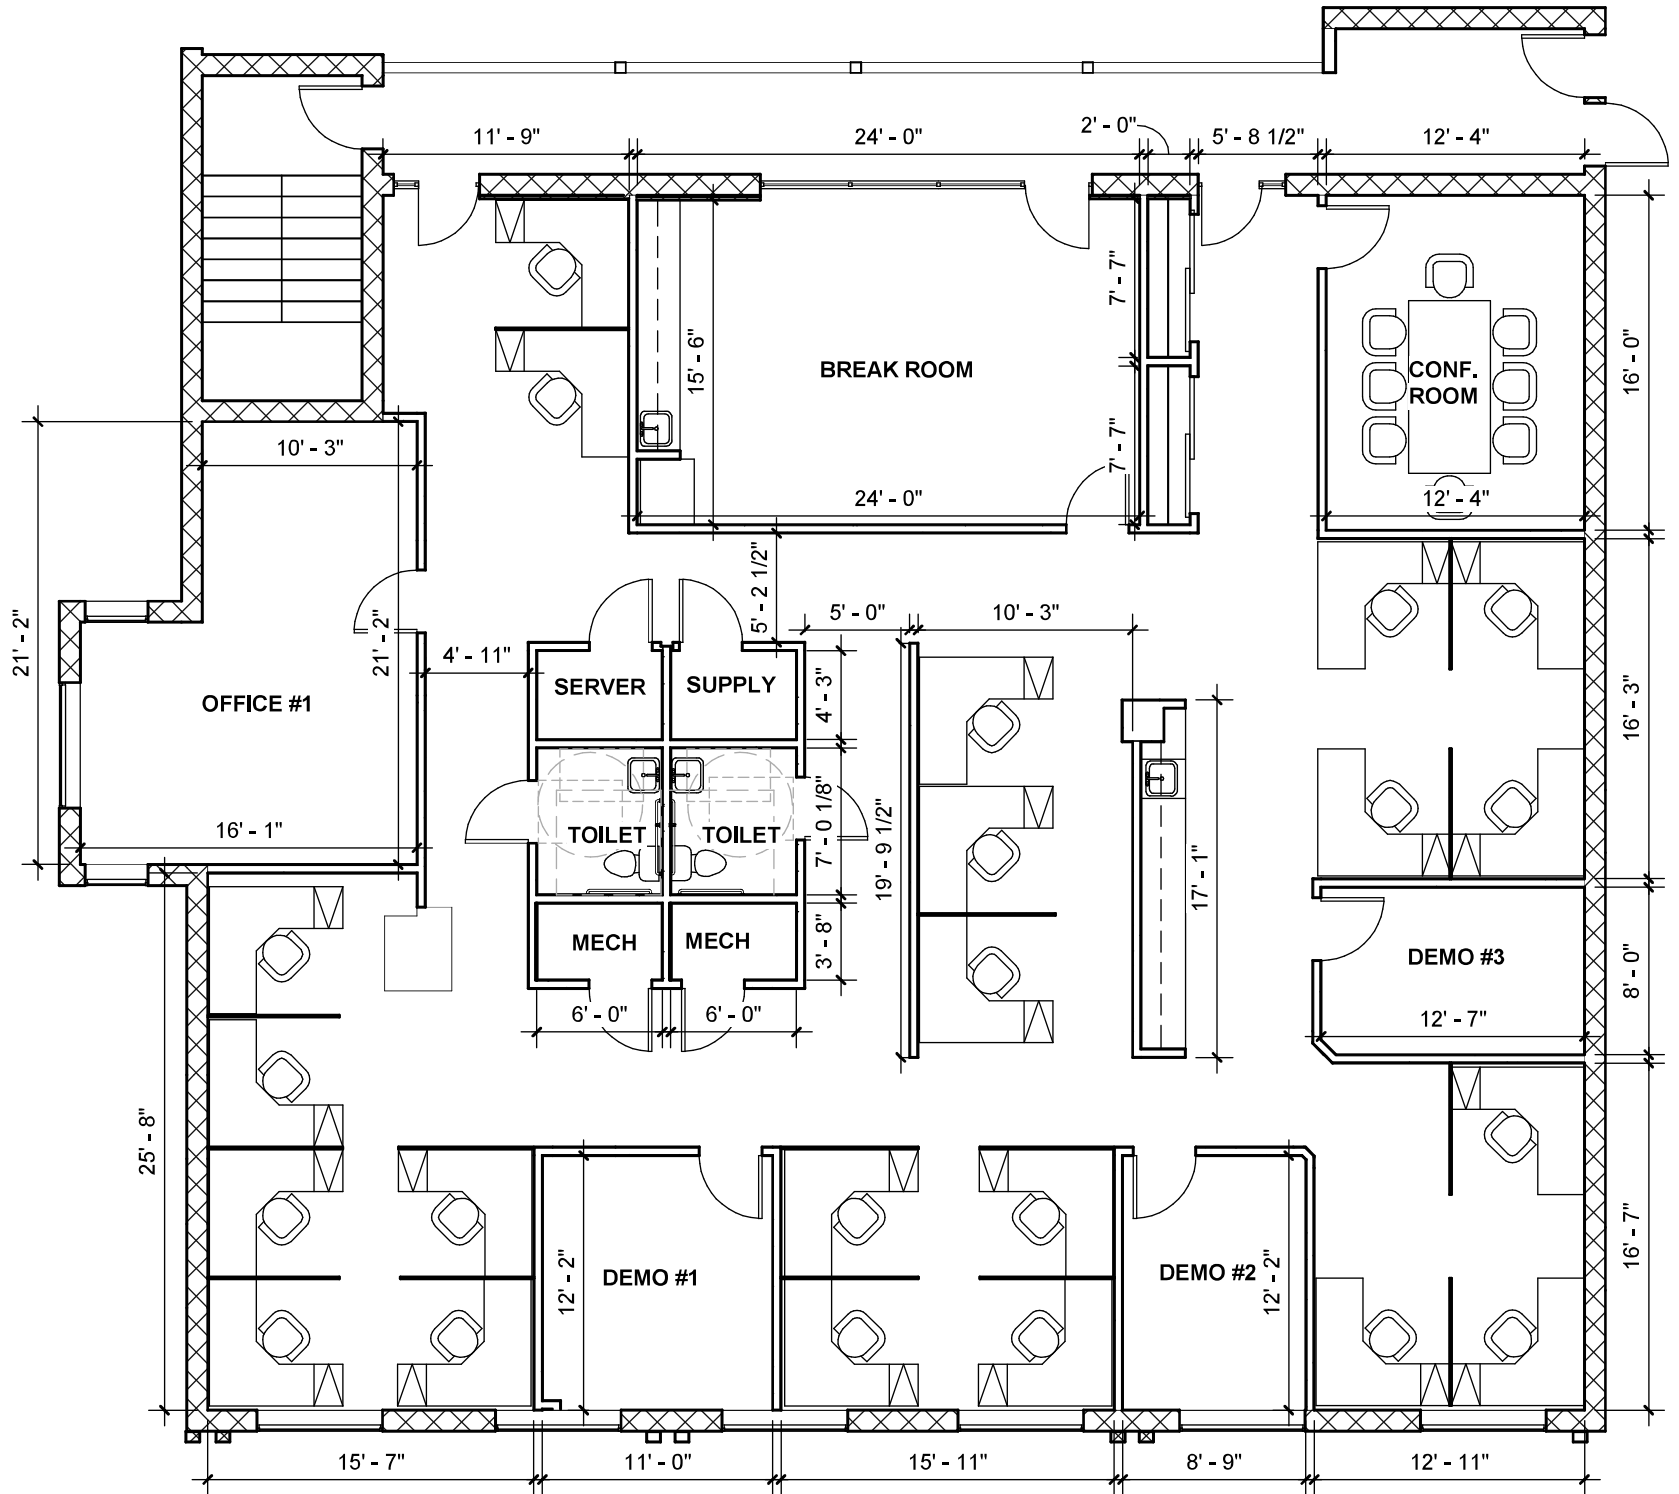 11' - 9"
24' - 0"
2' - 0"
5' - 8 1/2"
12' - 4"
7' - 7"
15' - 6"
BREAK ROOM
CONF.
ROOM
16' - 0"
10' - 3"
7' - 7"
24' - 0"
12' - 4"
5' - 2 1/2"
5' - 0"
10' - 3"
21' - 2"
21' - 2"
4' - 11"
OFFICE #1
SERVER
SUPPLY
4' - 3"
16' - 3"
16' - 1"
TOILET
TOILET
7' - 0 1/8"
19' - 9 1/2"
17' - 1"
MECH
MECH
3' - 8"
DEMO #3
8' - 0"
6' - 0"
6' - 0"
12' - 7"
25' - 8"
12' - 2"
DEMO #1
DEMO #2
12' - 2"
16' - 7"
15' - 7"
11' - 0"
15' - 11"
8' - 9"
12' - 11"